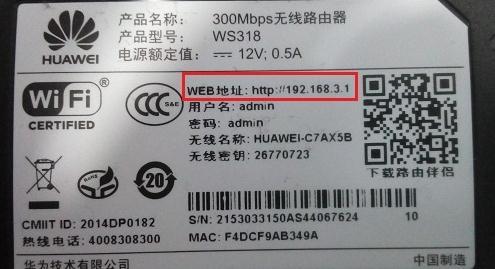 HUAWEI
产品名称: 300Mbps无线路由器
产品型号: WS318
电源额定值: 12V; 0.5A
WiFi
CERTIFIED
CCC
S&E
WEB地址: http://192.168.3.1
用户名: admin
密码: admin
无线名称: HUAWEI-C7AX5B
无线密钥: 26770723
下载路由伴侣
20
CMIIT ID: 2014DP0182
热线电话: 4008308300
S/N: 2153033150AS44067624
10
MAC: F4DCF9AB349A
华为技术有限公司
中国制造